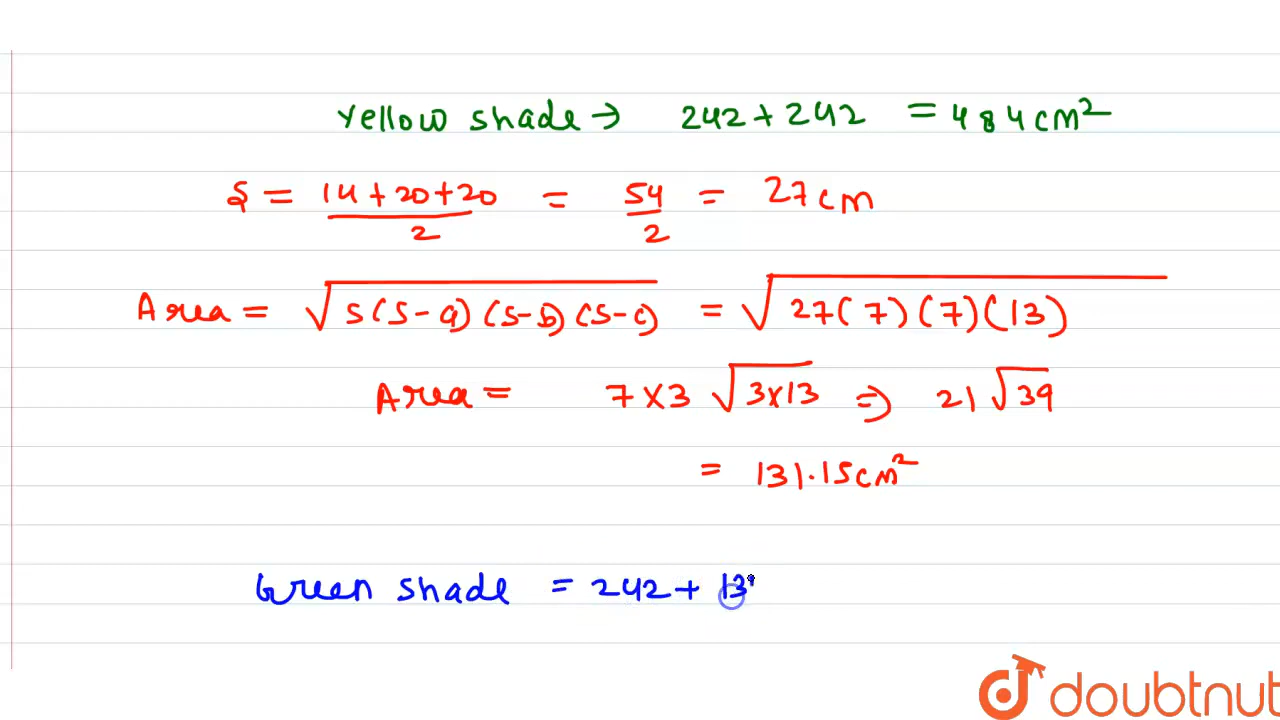 Yellow shade → 242 + 242 = 484 cm²
S = (14 + 20 + 20)/2 = 54/2 = 27 cm
Area = √(s(s-a)(s-b)(s-c)) = √(27(7)(7)(13))
Area = 7 × 3 √(3×13) ⇒ 21 √39
= 131.15 cm²
Green shade = 242 + 13
doubtnut